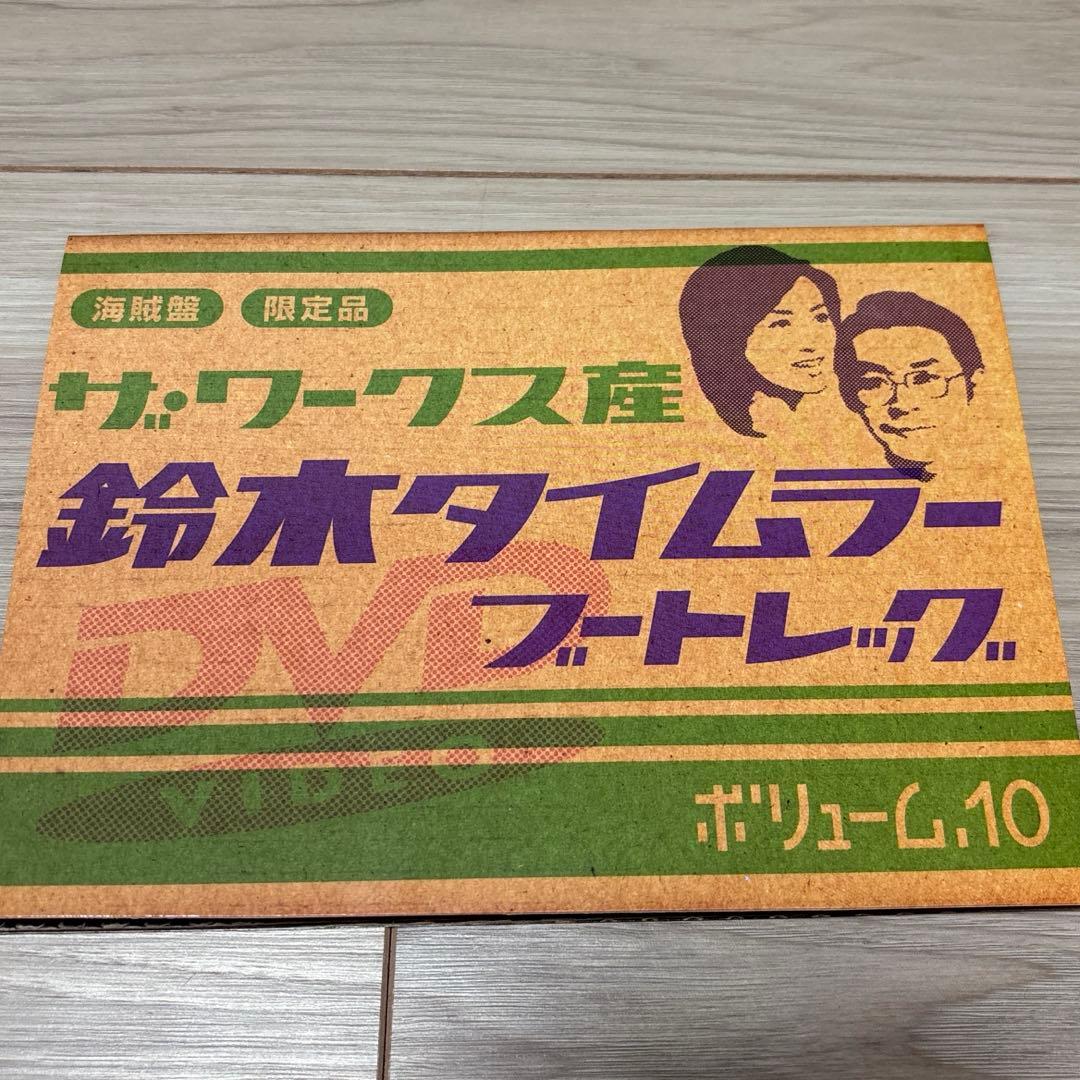 海賊盤 限定品
ザ・ワークス産
鈴木タイムラー
ブートレッグ
DVD
VIDEO
ボリューム.10